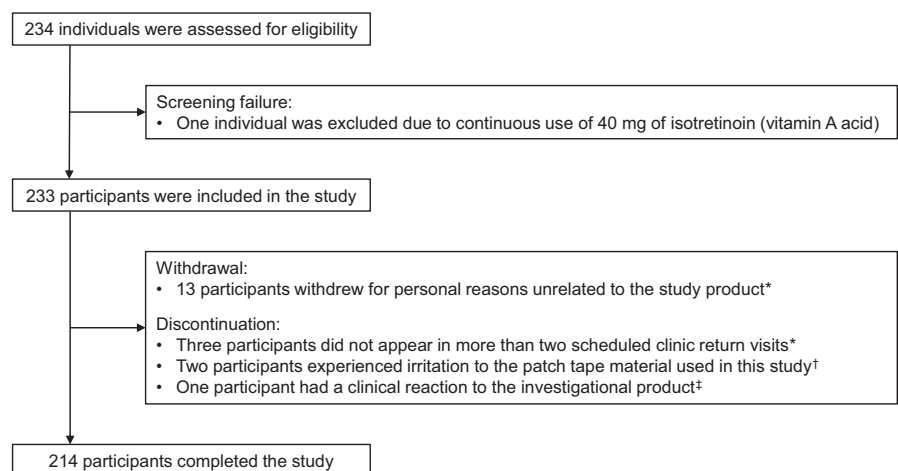 234 individuals were assessed for eligibility
Screening failure:
• One individual was excluded due to continuous use of 40 mg of isotretinoin (vitamin A acid)
233 participants were included in the study
Withdrawal:
• 13 participants withdrew for personal reasons unrelated to the study product*
Discontinuation:
• Three participants did not appear in more than two scheduled clinic return visits*
• Two participants experienced irritation to the patch tape material used in this study†
• One participant had a clinical reaction to the investigational product‡
214 participants completed the study